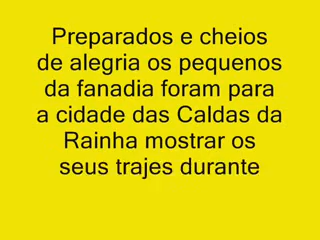 Preparados e cheios
de alegria os pequenos
da fanadia foram para
a cidade das Caldas da
Rainha mostrar os
seus trajes durante